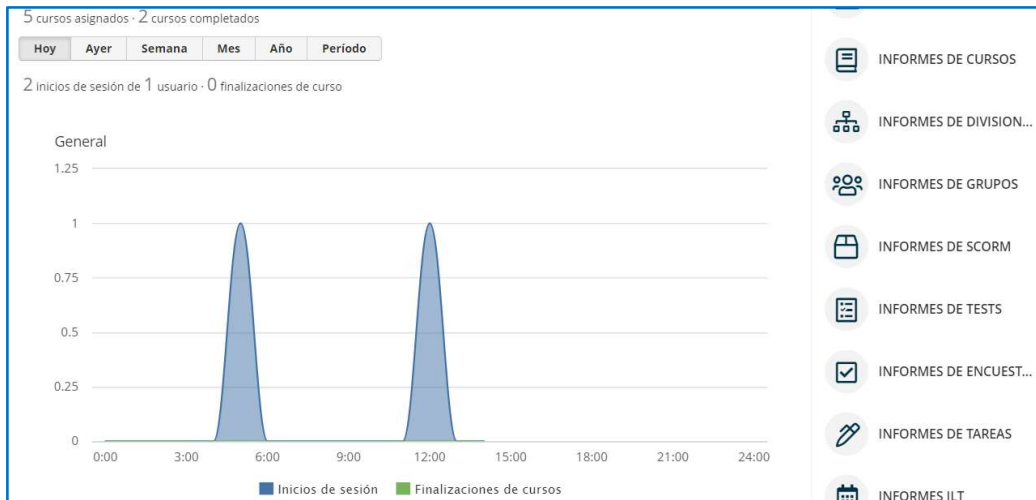 5 cursos asignados · 2 cursos completados
Hoy Ayer Semana Mes Año Período
2 inicios de sesión de 1 usuario · 0 finalizaciones de curso
General
1.25
1
0.75
0.5
0.25
0
0:00 3:00 6:00 9:00 12:00 15:00 18:00 21:00 24:00
Inicios de sesión Finalizaciones de cursos
INFORMES DE CURSOS
INFORMES DE DIVISION...
INFORMES DE GRUPOS
INFORMES DE SCORM
INFORMES DE TESTS
INFORMES DE ENCUEST...
INFORMES DE TAREAS
INFORMES ILT